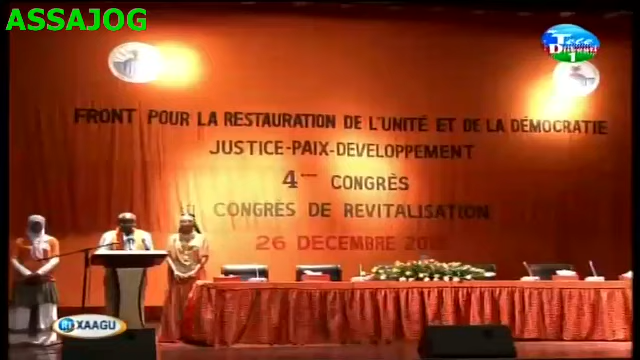 ASSAJOG
FRONT POUR LA RESTAURATION DE L'UNITÉ ET DE LA DÉMOCRATIE
JUSTICE-PAIX-DEVELOPPEMENT
4ème CONGRÈS
CONGRÈS DE REVITALISATION
26 DECEMBRE
XAAGU